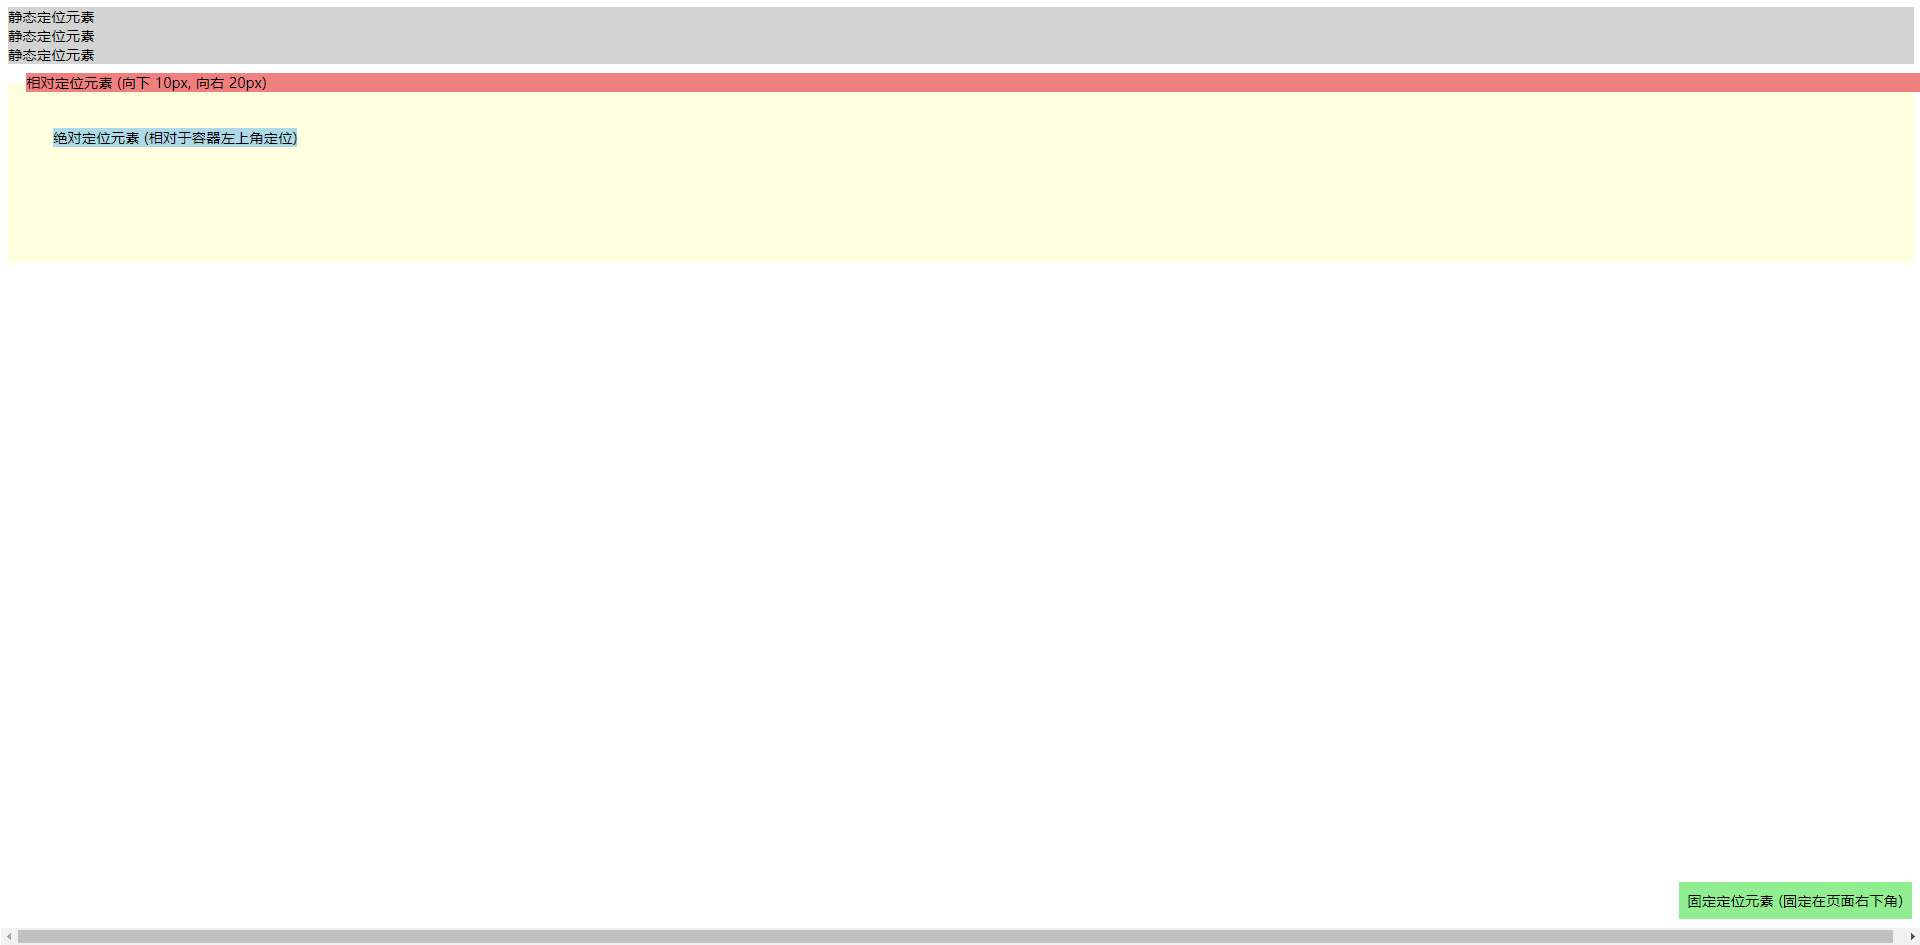 静态定位元素
静态定位元素
静态定位元素
相对定位元素 (向下 10px, 向右 20px)
绝对定位元素 (相对于容器左上角定位)
固定定位元素 (固定在页面右下角)